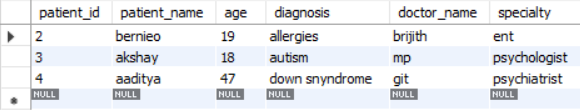 patient_id patient_name age diagnosis doctor_name specialty
2 bernieo 19 allergies brijith ent
3 akshay 18 autism mp psychologist
4 aaditya 47 down snyndrome git psychiatrist
NULL NULL NULL NULL NULL NULL